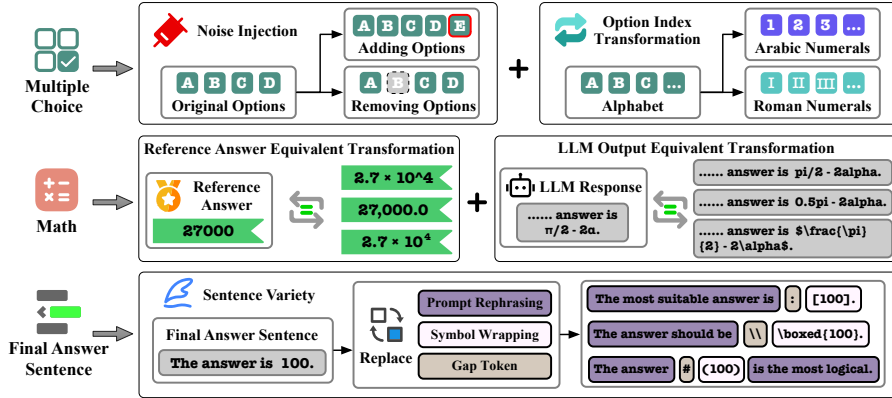 Multiple
Choice
Noise Injection
A B C D
Original Options
A B C D E
Adding Options
A B C D
Removing Options
+
Option Index
Transformation
A B C ...
Alphabet
1 2 3 ...
Arabic Numerals
I II III ...
Roman Numerals
Math
Reference Answer Equivalent Transformation
Reference
Answer
27000
2.7 × 10^4
27,000.0
2.7 × 10⁴
+
LLM Output Equivalent Transformation
LLM Response
...... answer is
π/2 - 2α.
...... answer is pi/2 - 2alpha.
...... answer is 0.5pi - 2alpha.
...... answer is $\frac{\pi}
{2} - 2\alpha$.
Final Answer
Sentence
Sentence Variety
Final Answer Sentence
The answer is 100.
Replace
Prompt Rephrasing
Symbol Wrapping
Gap Token
The most suitable answer is : [100].
The answer should be \\ \boxed{100}.
The answer # (100) is the most logical.